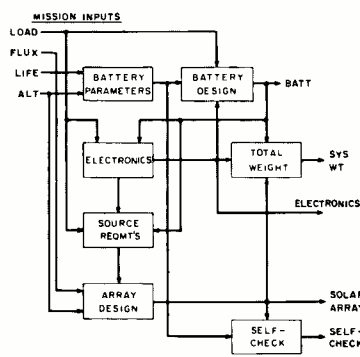 MISSION INPUTS
LOAD
FLUX
LIFE
ALT
BATTERY
PARAMETERS
BATTERY
DESIGN
BATT
ELECTRONICS
TOTAL
WEIGHT
SYS
WT
ELECTRONICS
SOURCE
REQMT'S
ARRAY
DESIGN
SOLAR
ARRAY
SELF-
CHECK
SELF-
CHECK